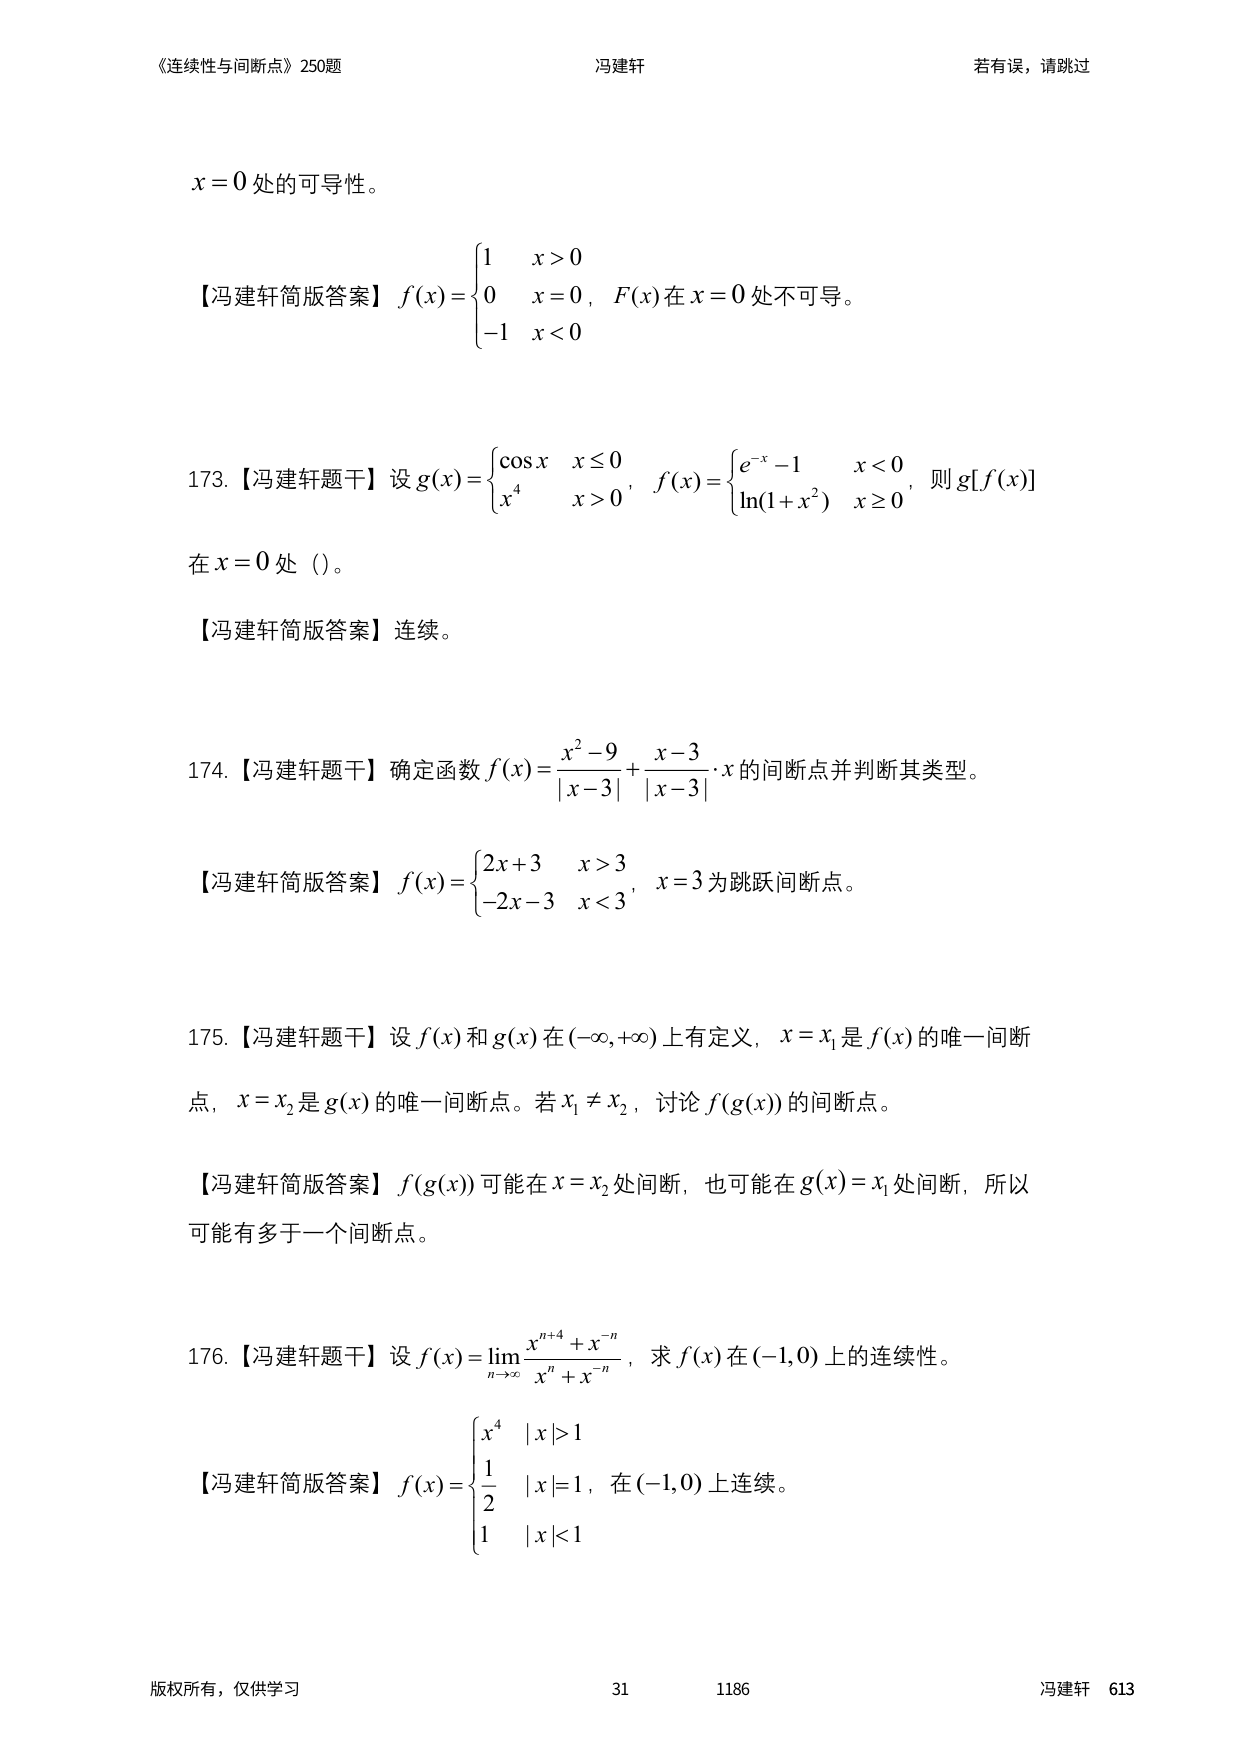 《连续性与间断点》250题 冯建轩 若有误，请跳过
x = 0 处的可导性。
【冯建轩简版答案】 f(x) = { 1 x > 0 ; 0 x = 0 ; −1 x < 0 ， F(x) 在 x = 0 处不可导。
173.【冯建轩题干】设 g(x) = { cos x x ≤ 0 ; x⁴ x > 0 ， f(x) = { e⁻ˣ − 1 x < 0 ; ln(1 + x²) x ≥ 0 ，则 g[f(x)]
在 x = 0 处（）。
【冯建轩简版答案】连续。
174.【冯建轩题干】确定函数 f(x) = (x² − 9)/|x − 3| + (x − 3)/|x − 3| · x 的间断点并判断其类型。
【冯建轩简版答案】 f(x) = { 2x + 3 x > 3 ; −2x − 3 x < 3 ， x = 3 为跳跃间断点。
175.【冯建轩题干】设 f(x) 和 g(x) 在 (−∞, +∞) 上有定义， x = x₁ 是 f(x) 的唯一间断
点， x = x₂ 是 g(x) 的唯一间断点。若 x₁ ≠ x₂ ，讨论 f(g(x)) 的间断点。
【冯建轩简版答案】 f(g(x)) 可能在 x = x₂ 处间断，也可能在 g(x) = x₁ 处间断，所以
可能有多于一个间断点。
176.【冯建轩题干】设 f(x) = lim_{n→∞} (xⁿ⁺⁴ + x⁻ⁿ)/(xⁿ + x⁻ⁿ) ，求 f(x) 在 (−1, 0) 上的连续性。
【冯建轩简版答案】 f(x) = { x⁴ |x| > 1 ; 1/2 |x| = 1 ; 1 |x| < 1 ，在 (−1, 0) 上连续。
版权所有，仅供学习 31 1186 冯建轩 613